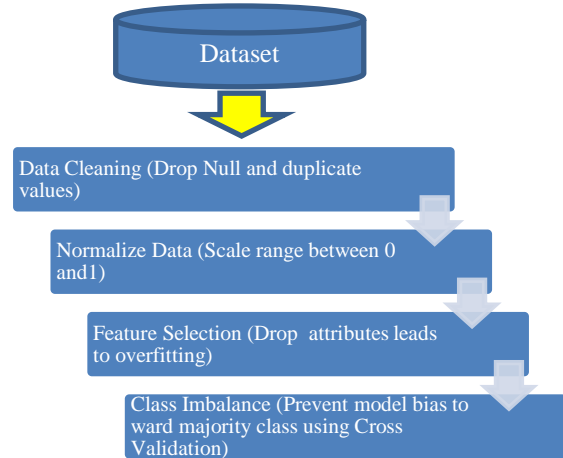 Dataset
Data Cleaning (Drop Null and duplicate
values)
Normalize Data (Scale range between 0
and1)
Feature Selection (Drop attributes leads
to overfitting)
Class Imbalance (Prevent model bias to
ward majority class using Cross
Validation)